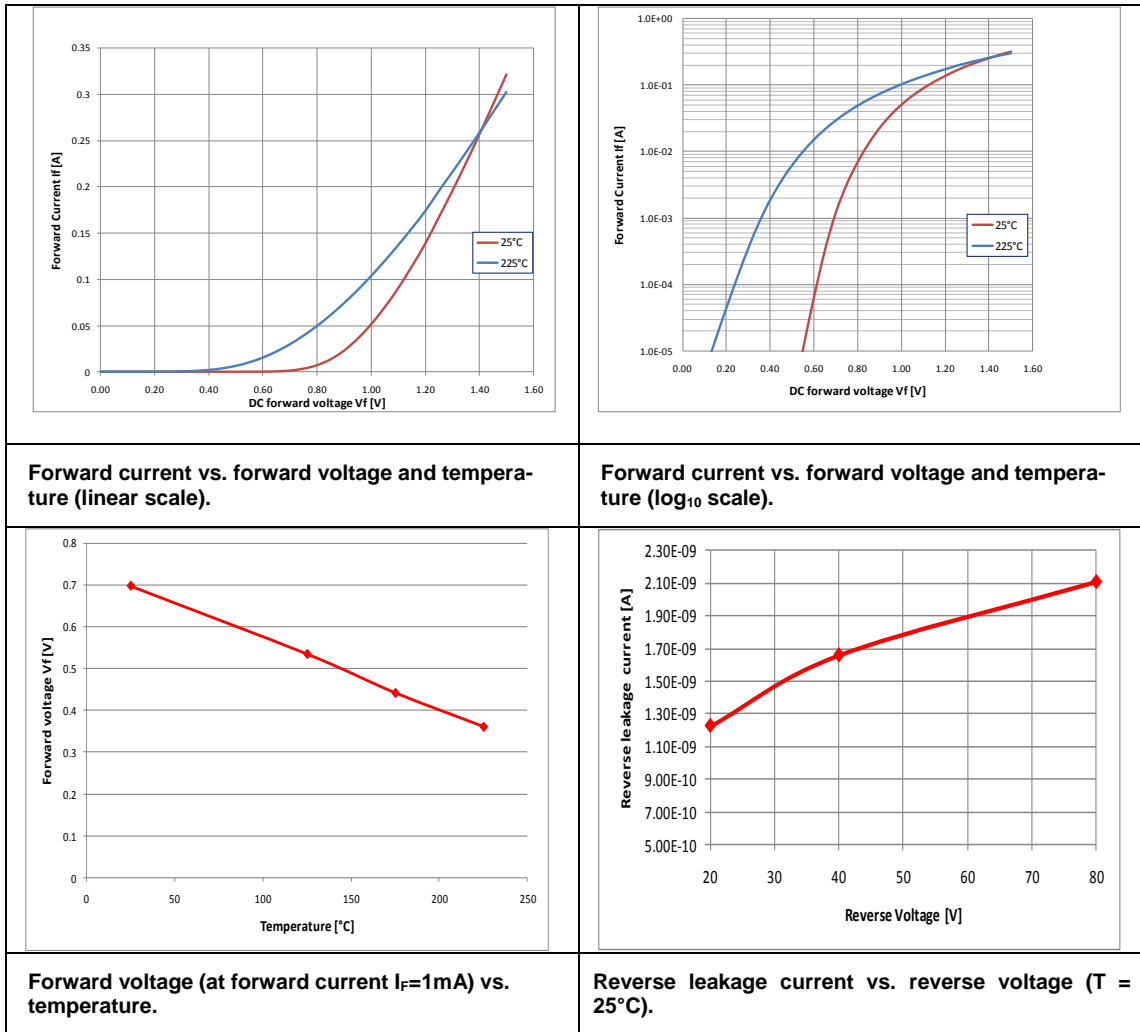 Forward Current If [A]
0.35
0.3
0.25
0.2
0.15
0.1
0.05
0
0.00 0.20 0.40 0.60 0.80 1.00 1.20 1.40 1.60
DC forward voltage Vf [V]
25°C
225°C
Forward Current If [A]
1.0E+00
1.0E-01
1.0E-02
1.0E-03
1.0E-04
1.0E-05
0.00 0.20 0.40 0.60 0.80 1.00 1.20 1.40 1.60
DC forward voltage Vf [V]
25°C
225°C
Forward current vs. forward voltage and tempera-
ture (linear scale).
Forward current vs. forward voltage and tempera-
ture (log10 scale).
Forward voltage Vf [V]
0.8
0.7
0.6
0.5
0.4
0.3
0.2
0.1
0
0 50 100 150 200 250
Temperature [°C]
Reverse leakage current [A]
2.30E-09
2.10E-09
1.90E-09
1.70E-09
1.50E-09
1.30E-09
1.10E-09
9.00E-10
7.00E-10
5.00E-10
20 30 40 50 60 70 80
Reverse Voltage [V]
Forward voltage (at forward current IF=1mA) vs.
temperature.
Reverse leakage current vs. reverse voltage (T =
25°C).